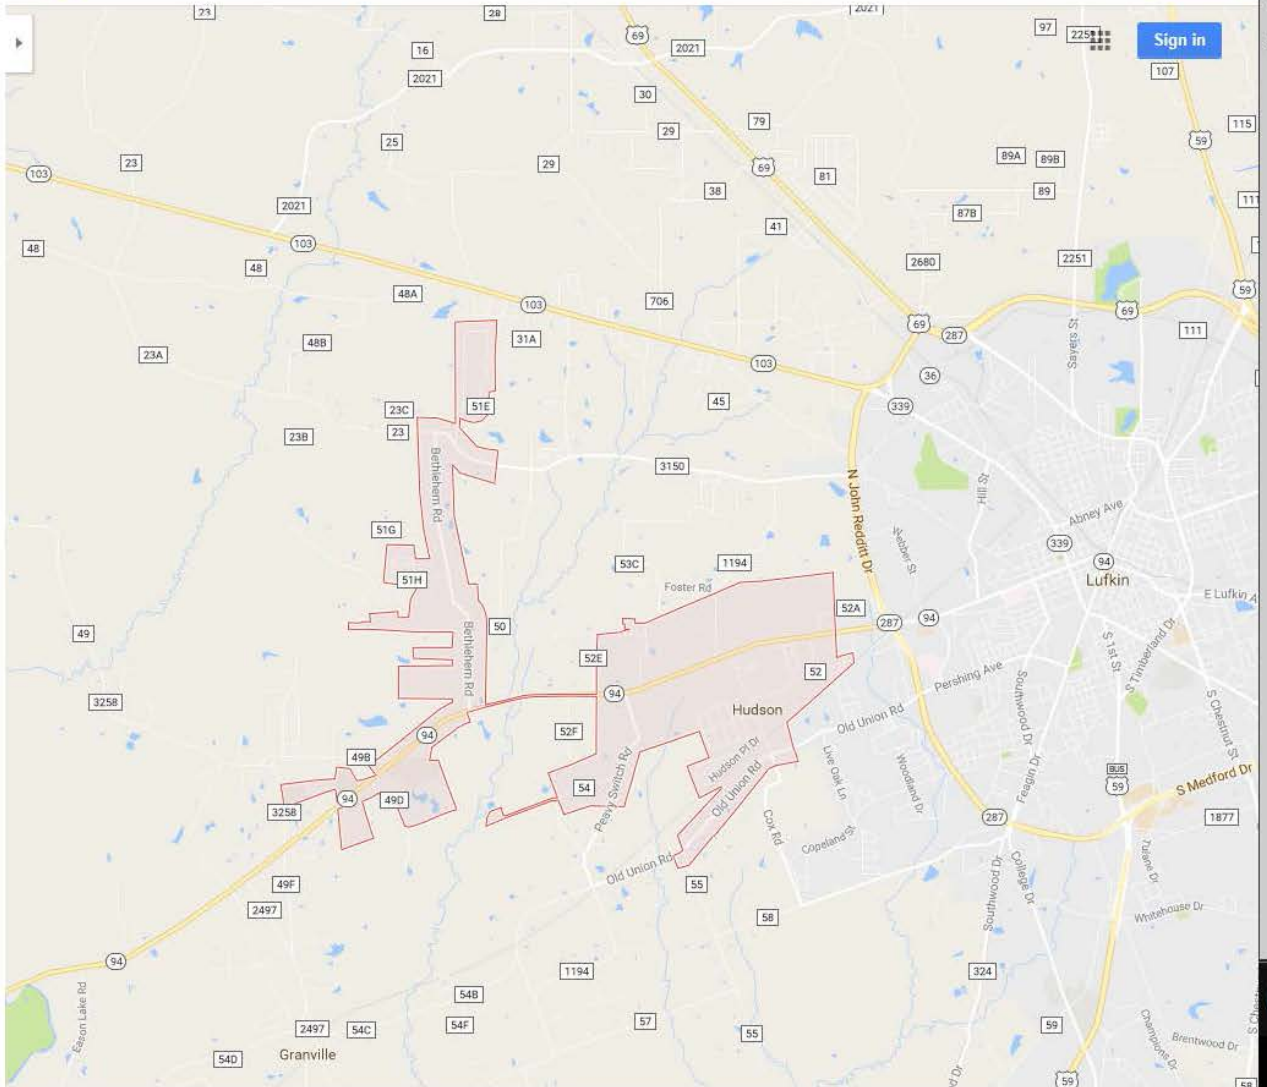 23
28
2021
16
69
2021
97
2251
Sign in
2021
107
30
79
115
29
25
59
23
29
69
89A
89B
103
81
38
89
111
2021
87B
41
103
48
2680
2251
48
59
48A
706
103
69
69
111
31A
287
48B
Sayers St
23A
103
36
45
339
23C
51E
23
23B
3150
Bethlehem Rd
N John Redditt Dr
Hill St
Abney Ave
51G
Webber St
339
94
53C
1194
51H
Foster Rd
Lufkin
52A
E Lufkin A
94
287
50
49
Bethlehem Rd
52E
S 1st St
S Timberland Dr
52
Pershing Ave
94
3258
Southwood Dr
Hudson
Old Union Rd
S Chestnut St
52F
94
Hudson Pl Dr
49B
Live Oak Ln
Woodland Dr
Feagin Dr
BUS
59
S Medford Dr
54
Peavy Switch Rd
Old Union Rd
94
49D
3258
287
1877
Cox Rd
Copeland St
Tulane Dr
Old Union Rd
49F
55
College Dr
Southwood Dr
2497
58
Whitehouse Dr
94
1194
324
54B
Eason Lake Rd
57
54F
59
2497
54C
55
Champions Dr
Brentwood Dr
S Chest
Granville
54D
d Dr
59
58